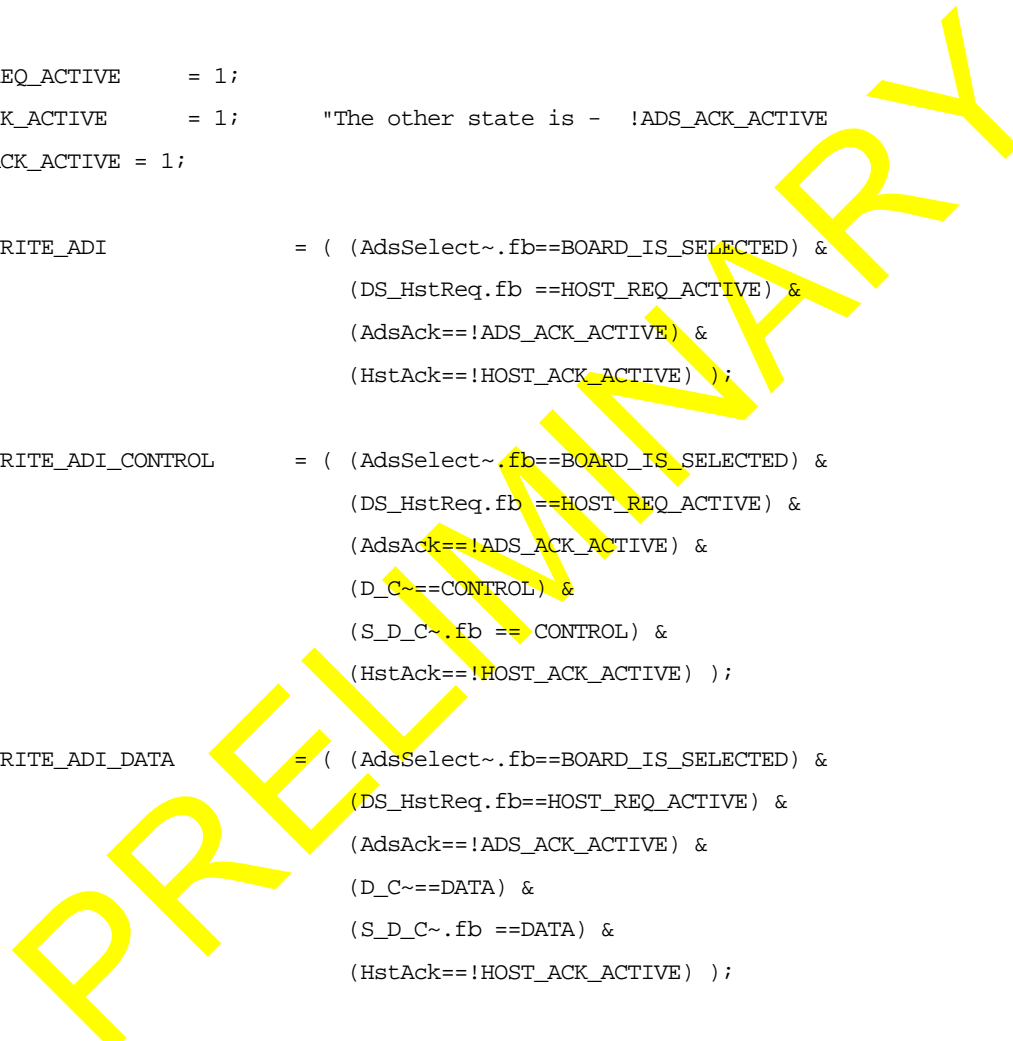 EQ_ACTIVE = 1;
K_ACTIVE = 1; "The other state is - !ADS_ACK_ACTIVE
CK_ACTIVE = 1;
RITE_ADI = ( (AdsSelect~.fb==BOARD_IS_SELECTED) &
(DS_HstReq.fb ==HOST_REQ_ACTIVE) &
(AdsAck==!ADS_ACK_ACTIVE) &
(HstAck==!HOST_ACK_ACTIVE) );
RITE_ADI_CONTROL = ( (AdsSelect~.fb==BOARD_IS_SELECTED) &
(DS_HstReq.fb ==HOST_REQ_ACTIVE) &
(AdsAck==!ADS_ACK_ACTIVE) &
(D_C~==CONTROL) &
(S_D_C~.fb == CONTROL) &
(HstAck==!HOST_ACK_ACTIVE) );
RITE_ADI_DATA = ( (AdsSelect~.fb==BOARD_IS_SELECTED) &
(DS_HstReq.fb==HOST_REQ_ACTIVE) &
(AdsAck==!ADS_ACK_ACTIVE) &
(D_C~==DATA) &
(S_D_C~.fb ==DATA) &
(HstAck==!HOST_ACK_ACTIVE) );
PRELIMINARY